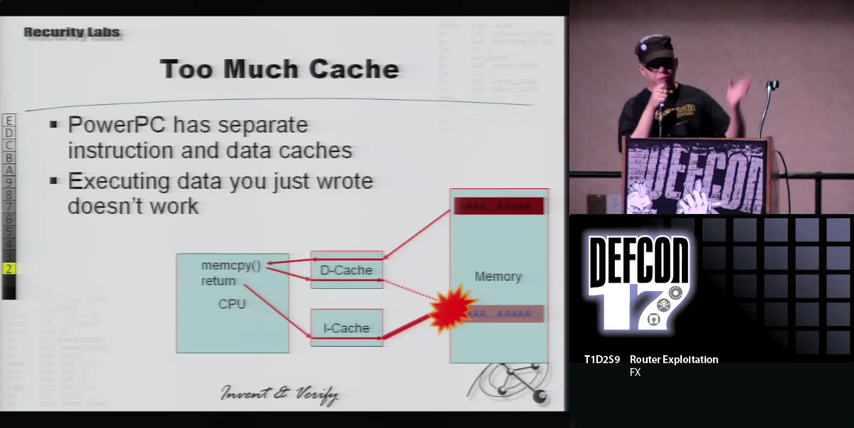 Recurity Labs
Too Much Cache
PowerPC has separate
instruction and data caches
Executing data you just wrote
doesn't work
E
D
C
B
A
9
8
7
6
5
4
3
2
memcpy()
return
CPU
D-Cache
I-Cache
Memory
Invent & Verify
DEFCON
DEFCON
17
T1D2S9 Router Exploitation
FX